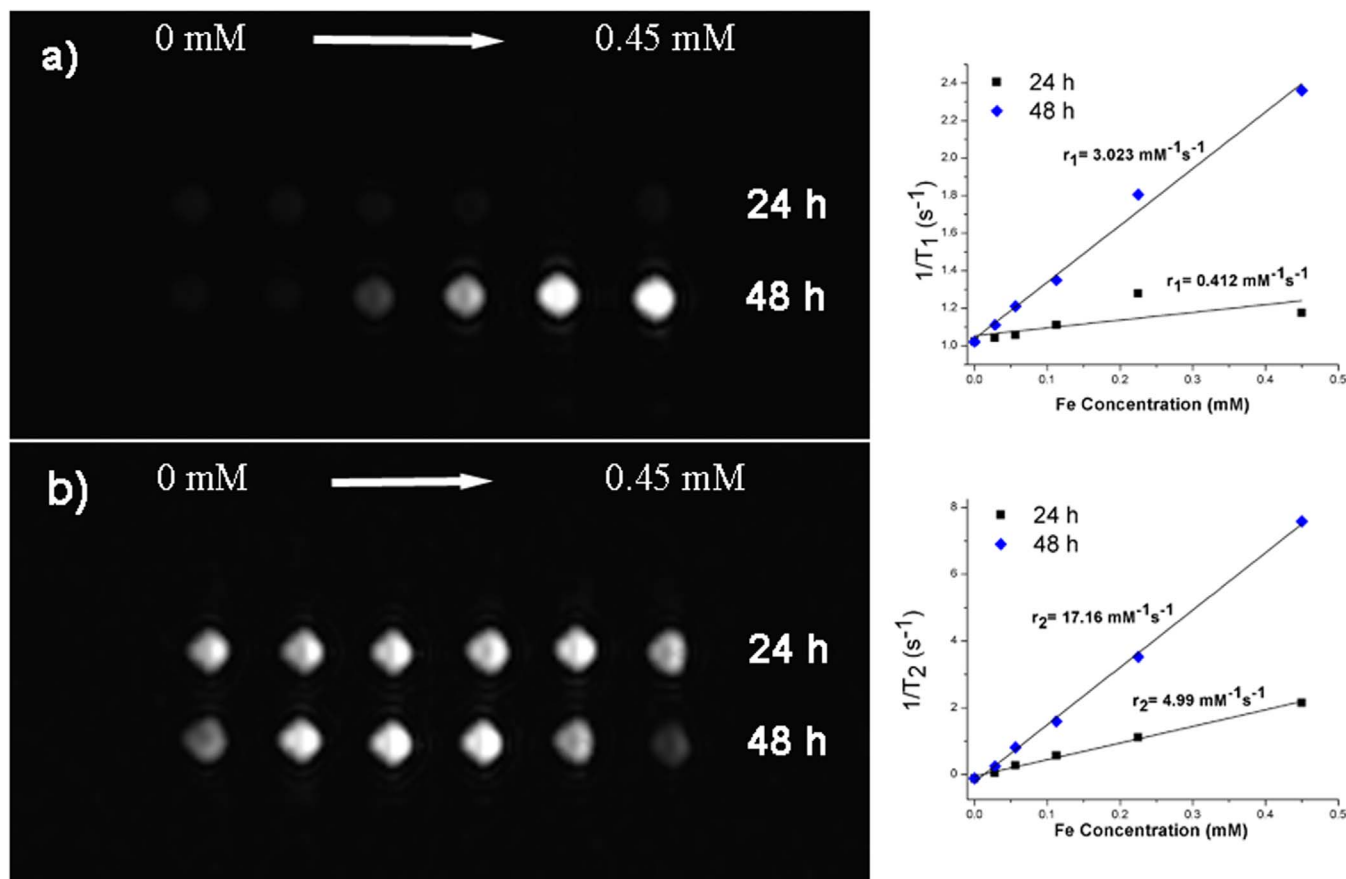 a)
0 mM 0.45 mM
24 h
48 h
24 h
48 h
r₁= 3.023 mM⁻¹s⁻¹
r₁= 0.412 mM⁻¹s⁻¹
1/T₁ (s⁻¹)
2.4
2.2
2.0
1.8
1.6
1.4
1.2
1.0
0.0 0.1 0.2 0.3 0.4 0.5
Fe Concentration (mM)
b)
0 mM 0.45 mM
24 h
48 h
24 h
48 h
r₂= 17.16 mM⁻¹s⁻¹
r₂= 4.99 mM⁻¹s⁻¹
1/T₂ (s⁻¹)
8
6
4
2
0
0.0 0.1 0.2 0.3 0.4 0.5
Fe Concentration (mM)